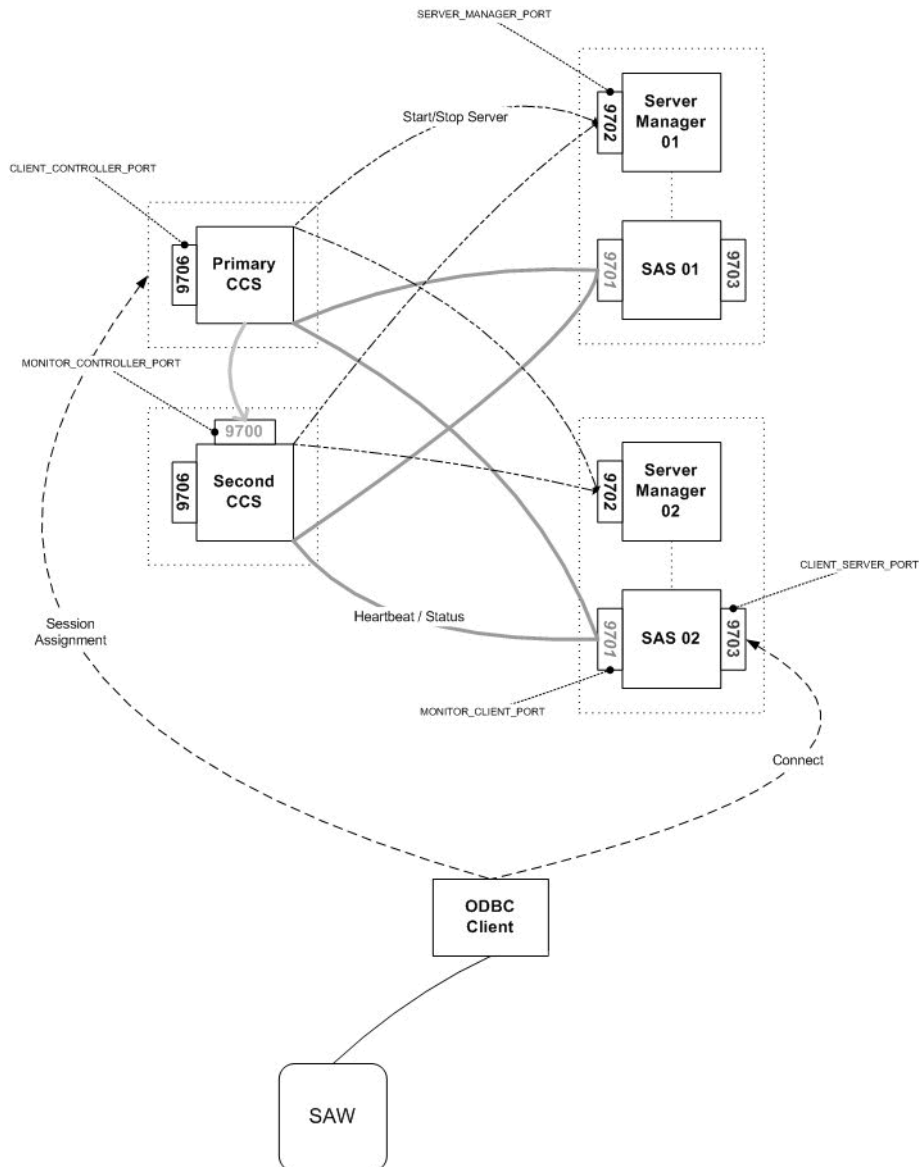 SERVER_MANAGER_PORT
Server
Manager
01
9702
Start/Stop Server
CLIENT_CONTROLLER_PORT
9706
Primary
CCS
9701
SAS 01
9703
MONITOR_CONTROLLER_PORT
9700
9706
Second
CCS
9702
Server
Manager
02
CLIENT_SERVER_PORT
Session
Assignment
Heartbeat / Status
9701
SAS 02
9703
MONITOR_CLIENT_PORT
Connect
ODBC
Client
SAW